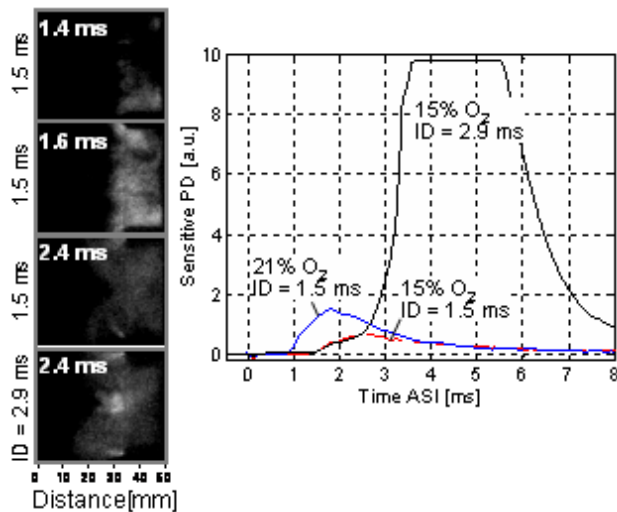 1.4 ms
1.5 ms
1.6 ms
1.5 ms
2.4 ms
1.5 ms
2.4 ms
ID = 2.9 ms
0 10 20 30 40 50
Distance[mm]
Sensitive PD [a.u.]
10
8
6
4
2
0
15% O2
ID = 2.9 ms
21% O2
ID = 1.5 ms
15% O2
ID = 1.5 ms
0 1 2 3 4 5 6 7 8
Time ASI [ms]